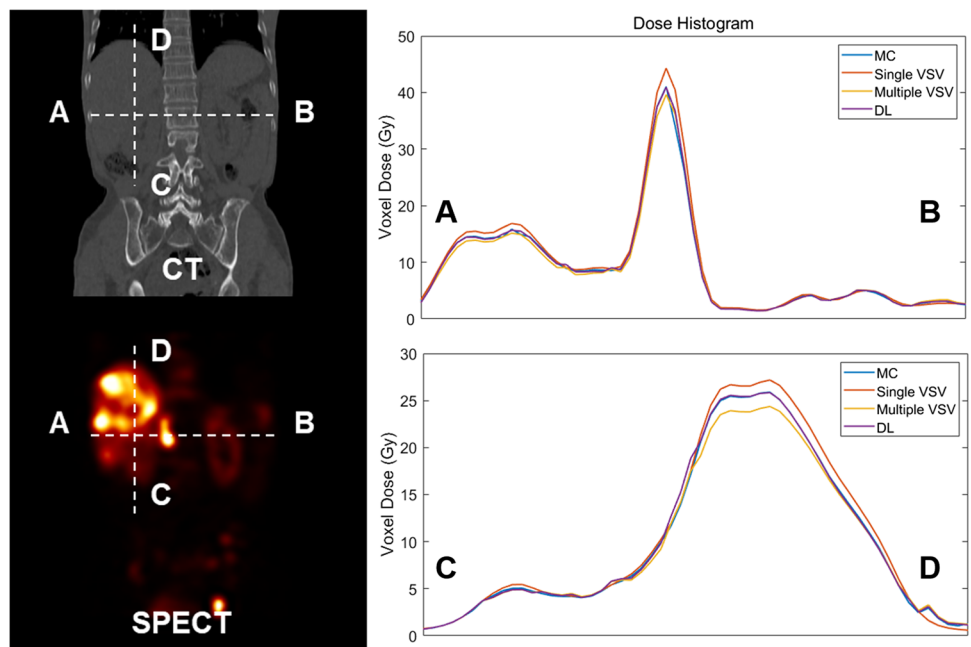 D
A
B
C
CT
D
A
B
C
SPECT
Dose Histogram
Voxel Dose (Gy)
50
40
30
20
10
0
MC
Single VSV
Multiple VSV
DL
A
B
Voxel Dose (Gy)
30
25
20
15
10
5
0
MC
Single VSV
Multiple VSV
DL
C
D